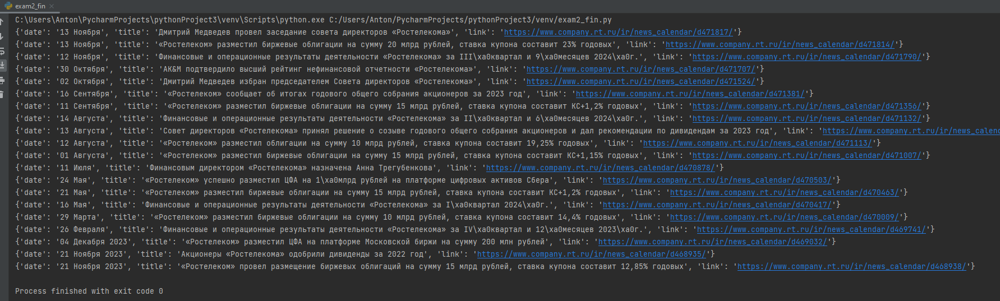 exam2_fin
C:\Users\Anton\PycharmProjects\pythonProject3\venv\Scripts\python.exe C:/Users/Anton/PycharmProjects/pythonProject3/venv/exam2_fin.py
{'date': '13 Ноября', 'title': 'Дмитрий Медведев провел заседание совета директоров «Ростелекома»', 'link': 'https://www.company.rt.ru/ir/news_calendar/d471817/'}
{'date': '13 Ноября', 'title': '«Ростелеком» разместил биржевые облигации на сумму 20 млрд рублей, ставка купона составит 23% годовых', 'link': 'https://www.company.rt.ru/ir/news_calendar/d471814/'}
{'date': '12 Ноября', 'title': 'Финансовые и операционные результаты деятельности «Ростелекома» за III\xa0квартал и 9\xa0месяцев 2024\xa0г.', 'link': 'https://www.company.rt.ru/ir/news_calendar/d471790/'}
{'date': '30 Октября', 'title': 'AK&M подтвердило высший рейтинг нефинансовой отчетности «Ростелекома»', 'link': 'https://www.company.rt.ru/ir/news_calendar/d471707/'}
{'date': '02 Октября', 'title': 'Дмитрий Медведев избран председателем Совета директоров «Ростелекома»', 'link': 'https://www.company.rt.ru/ir/news_calendar/d471524/'}
{'date': '16 Сентября', 'title': '«Ростелеком» сообщает об итогах годового общего собрания акционеров за 2023 год', 'link': 'https://www.company.rt.ru/ir/news_calendar/d471381/'}
{'date': '11 Сентября', 'title': '«Ростелеком» разместил биржевые облигации на сумму 15 млрд рублей, ставка купона составит КС+1,2% годовых', 'link': 'https://www.company.rt.ru/ir/news_calendar/d471356/'}
{'date': '14 Августа', 'title': 'Финансовые и операционные результаты деятельности «Ростелекома» за II\xa0квартал и 6\xa0месяцев 2024\xa0г.', 'link': 'https://www.company.rt.ru/ir/news_calendar/d471132/'}
{'date': '13 Августа', 'title': 'Совет директоров «Ростелекома» принял решение о созыве годового общего собрания акционеров и дал рекомендации по дивидендам за 2023 год', 'link': 'https://www.company.rt.ru/ir/news_calend
{'date': '12 Августа', 'title': '«Ростелеком» разместил облигации на сумму 10 млрд рублей, ставка купона составит 19,25% годовых', 'link': 'https://www.company.rt.ru/ir/news_calendar/d471113/'}
{'date': '01 Августа', 'title': '«Ростелеком» разместил биржевые облигации на сумму 15 млрд рублей, ставка купона составит КС+1,15% годовых', 'link': 'https://www.company.rt.ru/ir/news_calendar/d471007/'}
{'date': '11 Июля', 'title': 'Финансовым директором «Ростелекома» назначена Анна Трегубенкова', 'link': 'https://www.company.rt.ru/ir/news_calendar/d470878/'}
{'date': '24 Мая', 'title': '«Ростелеком» успешно разместил ЦФА на 1\xa0млрд рублей на платформе цифровых активов Сбера', 'link': 'https://www.company.rt.ru/ir/news_calendar/d470503/'}
{'date': '21 Мая', 'title': '«Ростелеком» разместил биржевые облигации на сумму 15 млрд рублей, ставка купона составит КС+1,2% годовых', 'link': 'https://www.company.rt.ru/ir/news_calendar/d470463/'}
{'date': '16 Мая', 'title': 'Финансовые и операционные результаты деятельности «Ростелекома» за I\xa0квартал 2024\xa0г.', 'link': 'https://www.company.rt.ru/ir/news_calendar/d470417/'}
{'date': '29 Марта', 'title': '«Ростелеком» разместил биржевые облигации на сумму 10 млрд рублей, ставка купона составит 14,4% годовых', 'link': 'https://www.company.rt.ru/ir/news_calendar/d470009/'}
{'date': '26 Февраля', 'title': 'Финансовые и операционные результаты деятельности «Ростелекома» за IV\xa0квартал и 12\xa0месяцев 2023\xa0г.', 'link': 'https://www.company.rt.ru/ir/news_calendar/d469741/'}
{'date': '04 Декабря 2023', 'title': '«Ростелеком» разместил ЦФА на платформе Московской биржи на сумму 200 млн рублей', 'link': 'https://www.company.rt.ru/ir/news_calendar/d469032/'}
{'date': '21 Ноября 2023', 'title': 'Акционеры «Ростелекома» одобрили дивиденды за 2022 год', 'link': 'https://www.company.rt.ru/ir/news_calendar/d468935/'}
{'date': '21 Ноября 2023', 'title': '«Ростелеком» провел размещение биржевых облигаций на сумму 15 млрд рублей, ставка купона составит 12,85% годовых', 'link': 'https://www.company.rt.ru/ir/news_calendar/d468938/'}
Process finished with exit code 0